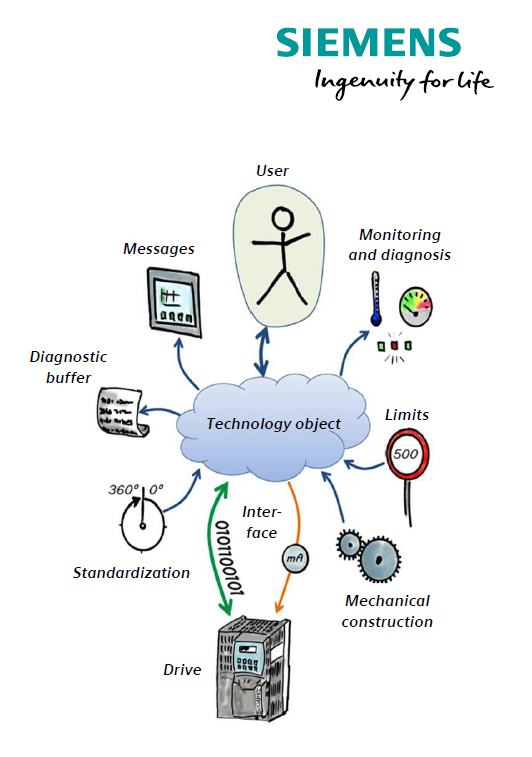 SIEMENS
Ingenuity for life
User
Messages
Monitoring
and diagnosis
Diagnostic
buffer
Technology object
Limits
500
360° 0°
Inter-
face
0101100101
mA
Standardization
Mechanical
construction
Drive